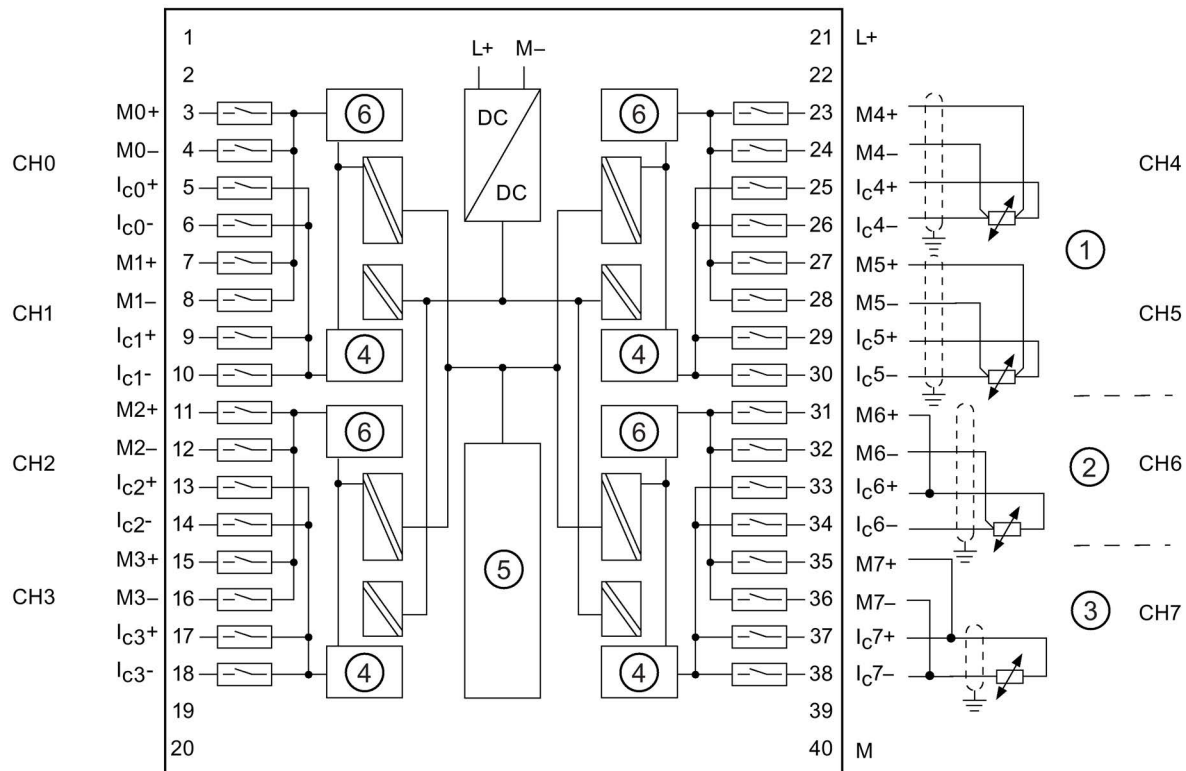 1 21 L+
L+ M–
2 22
M0+ 3 6 DC 6 23 M4+
CH0 M0– 4 24 M4– CH4
Ic0+ 5 25 Ic4+
DC
Ic0- 6 26 Ic4–
M1+ 7 27 M5+ 1
M1– 8 28 M5–
CH1 CH5
Ic1+ 9 4 4 29 Ic5+
Ic1- 10 30 Ic5–
M2+ 11 6 6 31 M6+
M2– 12 32 M6–
CH2 2 CH6
Ic2+ 13 33 Ic6+
Ic2- 14 34 Ic6–
M3+ 15 5 35 M7+
CH3 M3– 16 36 M7– 3 CH7
Ic3+ 17 37 Ic7+
Ic3- 18 4 4 38 Ic7–
19 39
20 40 M